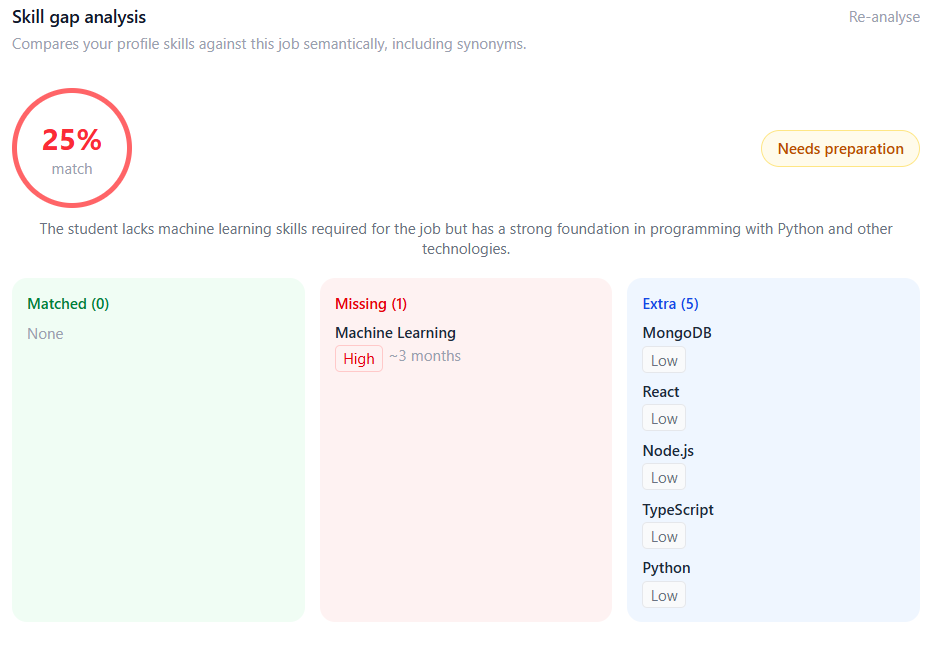 Skill gap analysis
Re-analyse
Compares your profile skills against this job semantically, including synonyms.
25%
match
Needs preparation
The student lacks machine learning skills required for the job but has a strong foundation in programming with Python and other
technologies.
Matched (0)
None
Missing (1)
Machine Learning
High ~3 months
Extra (5)
MongoDB
Low
React
Low
Node.js
Low
TypeScript
Low
Python
Low